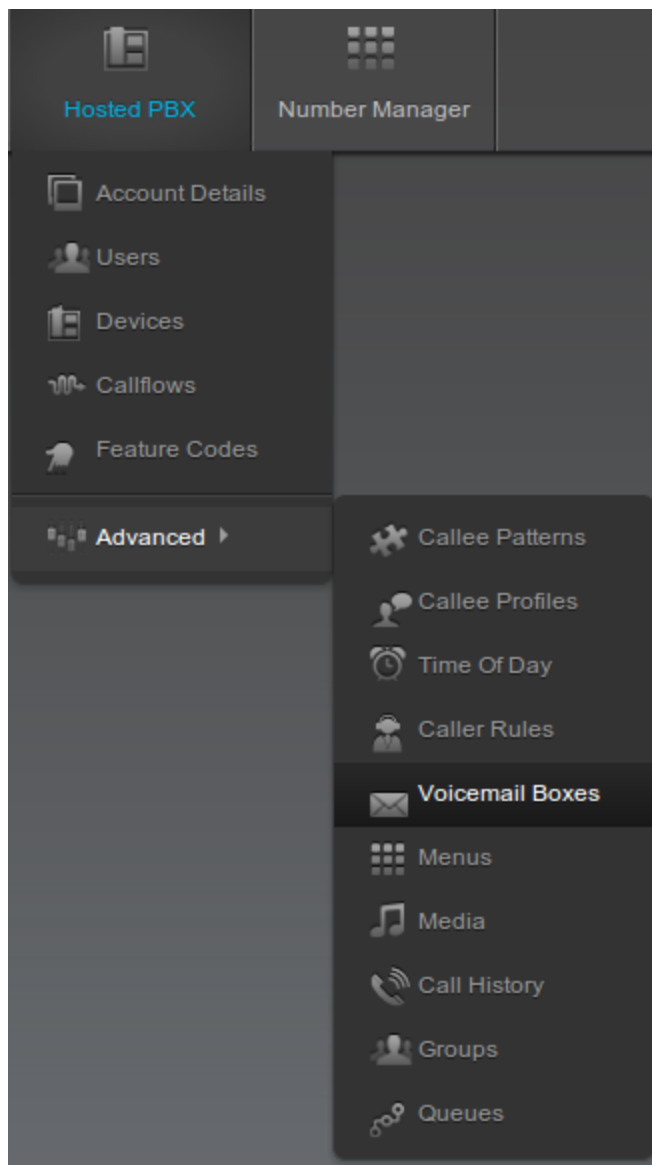 Hosted PBX
Number Manager
Account Details
Users
Devices
Callflows
Feature Codes
Advanced
Callee Patterns
Callee Profiles
Time Of Day
Caller Rules
Voicemail Boxes
Menus
Media
Call History
Groups
Queues